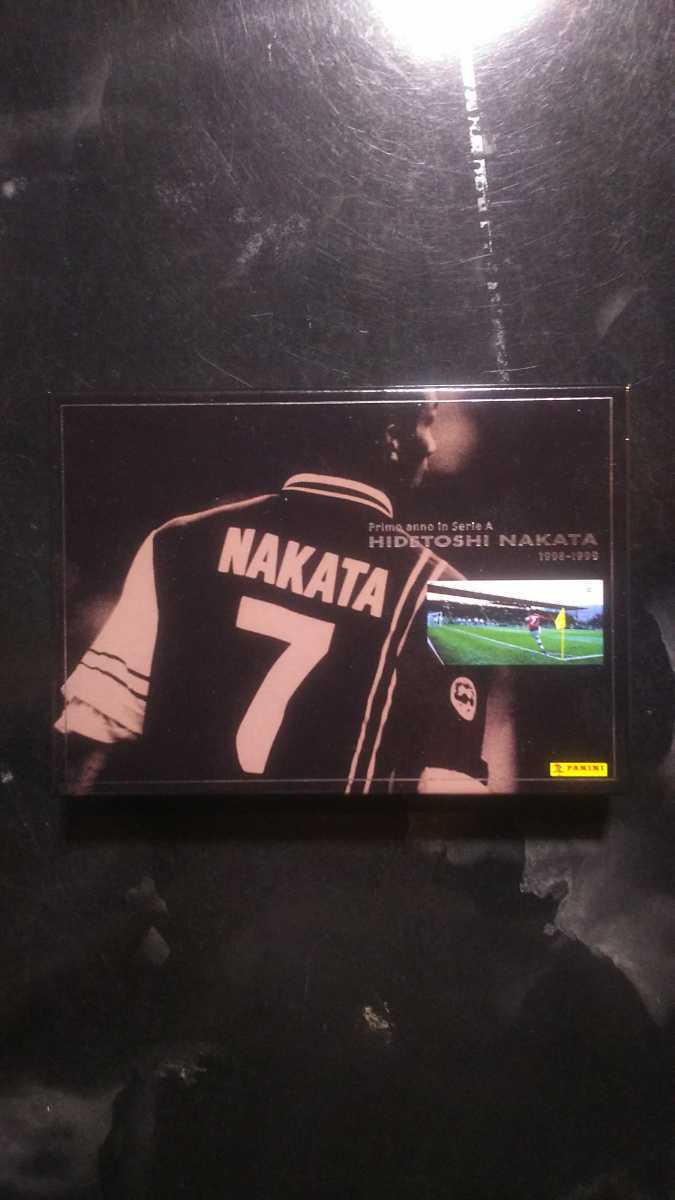 Primo anno in Serie A
HIDETOSHI NAKATA
1998-1999
NAKATA
7
PANINI